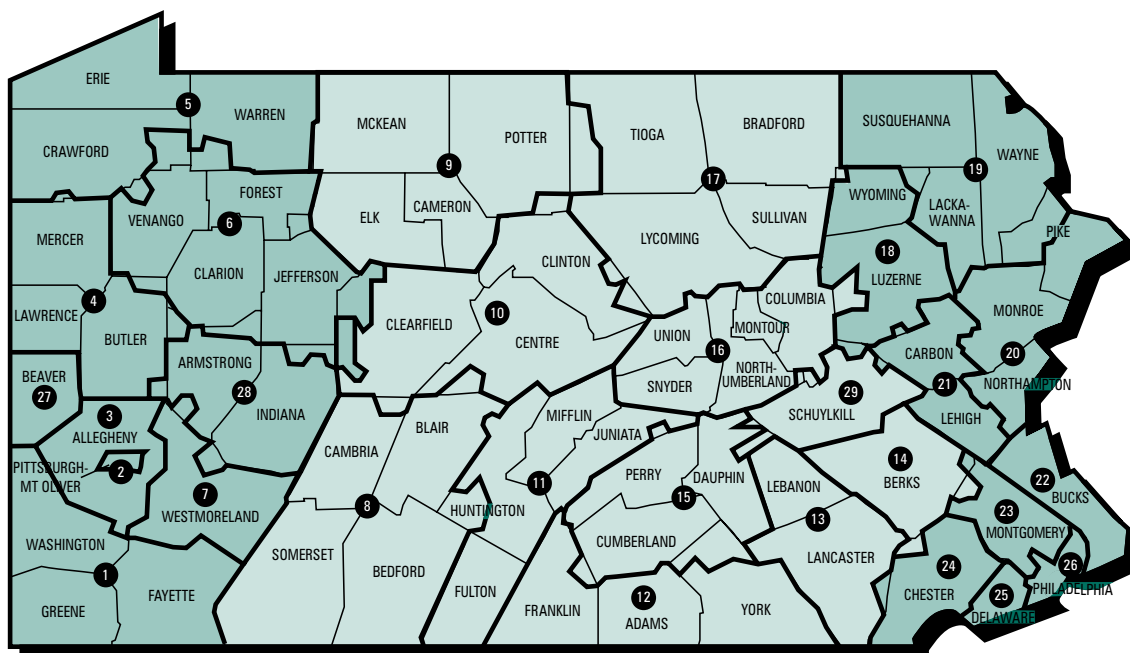 ERIE
5
WARREN
CRAWFORD
MCKEAN
POTTER
9
TIOGA
BRADFORD
17
SUSQUEHANNA
WAYNE
19
VENANGO
FOREST
6
ELK
CAMERON
WYOMING
LACKA-
WANNA
PIKE
MERCER
CLARION
JEFFERSON
CLINTON
LYCOMING
SULLIVAN
18
LUZERNE
4
LAWRENCE
BUTLER
CLEARFIELD
10
CENTRE
COLUMBIA
MONTOUR
UNION
16
MONROE
20
CARBON
ARMSTRONG
BEAVER
27
28
INDIANA
SNYDER
NORTH-
UMBERLAND
29
SCHUYLKILL
21
NORTHAMPTON
LEHIGH
3
ALLEGHENY
PITTSBURGH-
MT OLIVER
2
BLAIR
CAMBRIA
MIFFLIN
JUNIATA
11
PERRY
DAUPHIN
15
LEBANON
14
BERKS
22
BUCKS
7
WESTMORELAND
8
HUNTINGTON
13
23
MONTGOMERY
WASHINGTON
1
SOMERSET
BEDFORD
CUMBERLAND
LANCASTER
24
CHESTER
26
PHILADELPHIA
GREENE
FAYETTE
FULTON
FRANKLIN
12
ADAMS
YORK
25
DELAWARE